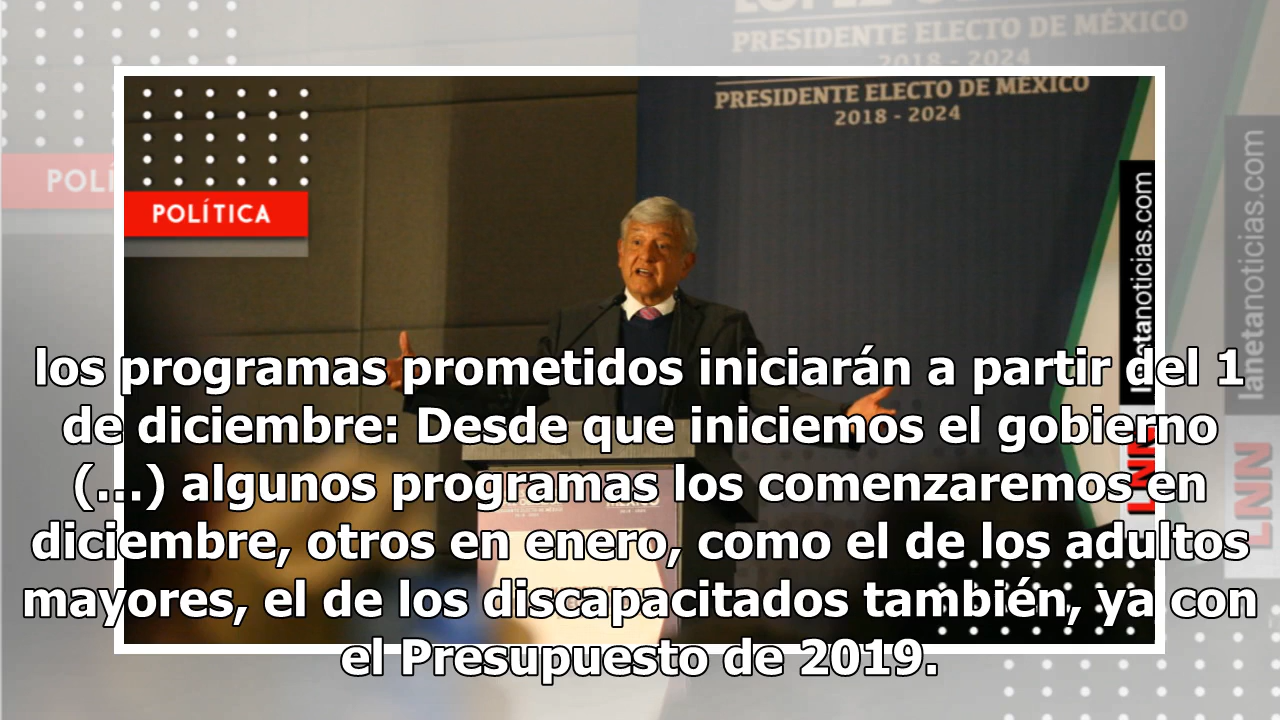 PRESIDENTE ELECTO DE MÉXICO
2018 - 2024
PRESIDENTE ELECTO DE MÉXICO
2018 - 2024
POLÍ
POLÍTICA
lanetanoticias.com
lanetanoticias.com
LNN
LNN
los programas prometidos iniciarán a partir del 1
de diciembre: Desde que iniciemos el gobierno
(...) algunos programas los comenzaremos en
diciembre, otros en enero, como el de los adultos
mayores, el de los discapacitados también, ya con
el Presupuesto de 2019.